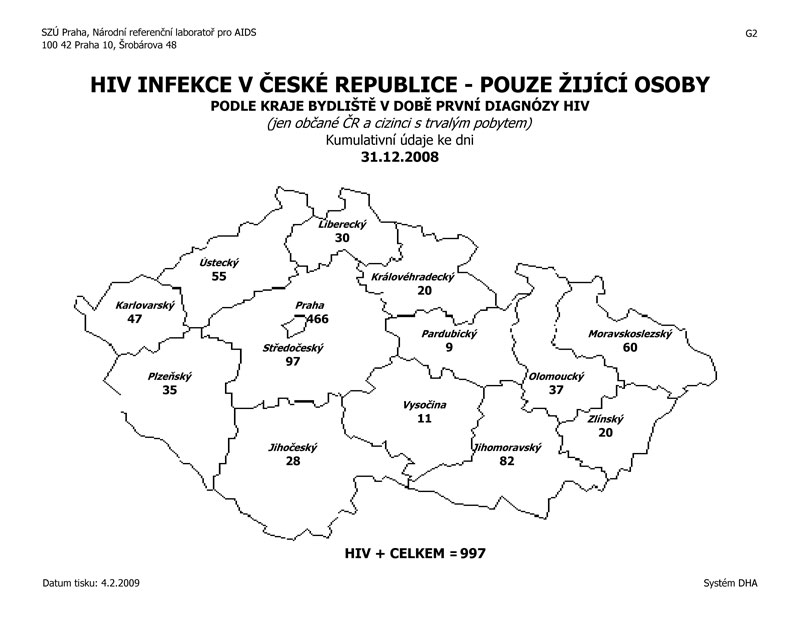 SZÚ Praha, Národní referenční laboratoř pro AIDS
100 42 Praha 10, Šrobárova 48
G2
HIV INFEKCE V ČESKÉ REPUBLICE - POUZE ŽIJÍCÍ OSOBY
PODLE KRAJE BYDLIŠTĚ V DOBĚ PRVNÍ DIAGNÓZY HIV
(jen občané ČR a cizinci s trvalým pobytem)
Kumulativní údaje ke dni
31.12.2008
Liberecký
30
Ústecký
55
Královéhradecký
20
Karlovarský
47
Praha
466
Pardubický
9
Moravskoslezský
60
Středočeský
97
Plzeňský
35
Olomoucký
37
Vysočina
11
Zlínský
20
Jihočeský
28
Jihomoravský
82
HIV + CELKEM = 997
Datum tisku: 4.2.2009
Systém DHA